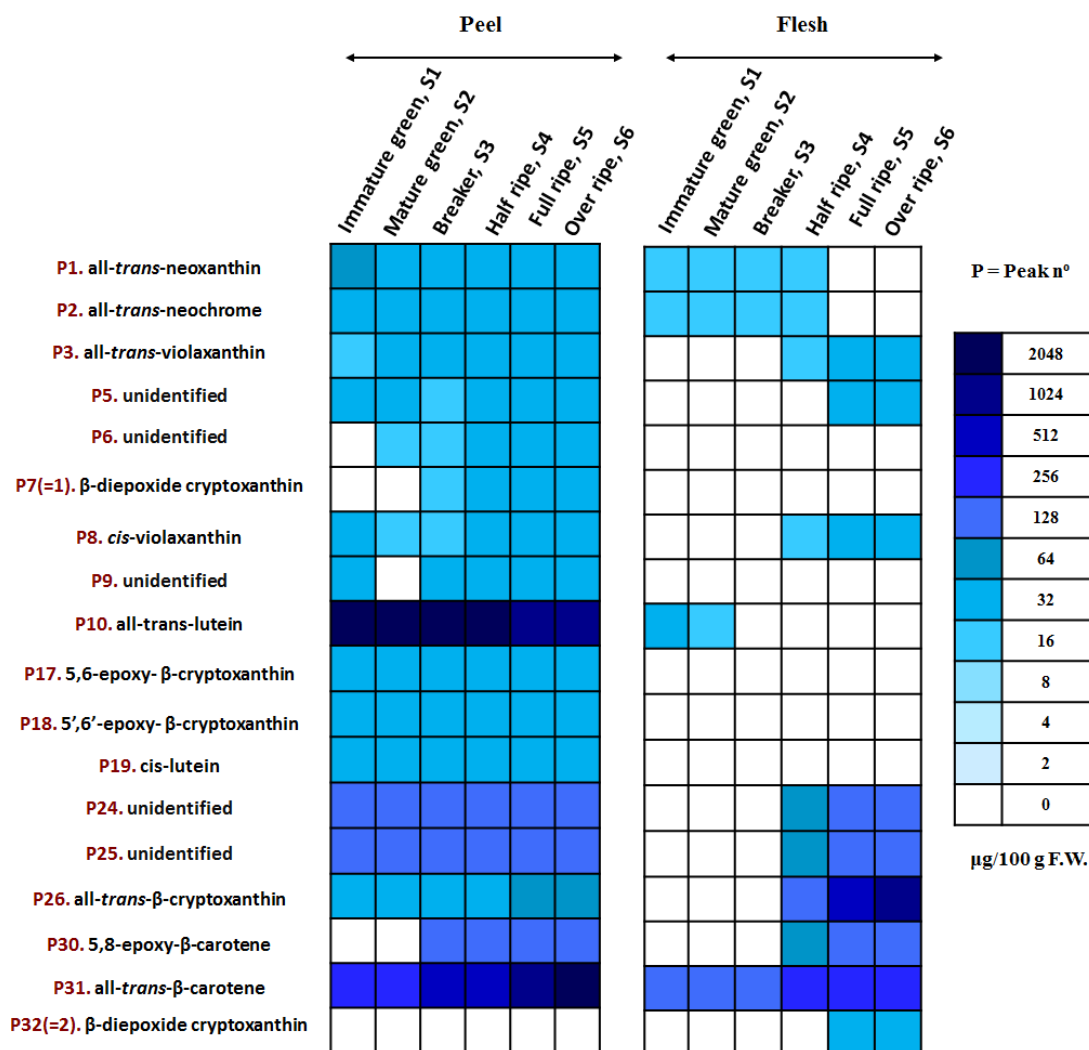 Peel
Flesh
Immature green, S1
Mature green, S2
Breaker, S3
Half ripe, S4
Full ripe, S5
Over ripe, S6
Immature green, S1
Mature green, S2
Breaker, S3
Half ripe, S4
Full ripe, S5
Over ripe, S6
P1. all-trans-neoxanthin
P2. all-trans-neochrome
P3. all-trans-violaxanthin
P5. unidentified
P6. unidentified
P7(=1). β-diepoxide cryptoxanthin
P8. cis-violaxanthin
P9. unidentified
P10. all-trans-lutein
P17. 5,6-epoxy- β-cryptoxanthin
P18. 5’,6’-epoxy- β-cryptoxanthin
P19. cis-lutein
P24. unidentified
P25. unidentified
P26. all-trans-β-cryptoxanthin
P30. 5,8-epoxy-β-carotene
P31. all-trans-β-carotene
P32(=2). β-diepoxide cryptoxanthin
P = Peak nº
2048
1024
512
256
128
64
32
16
8
4
2
0
µg/100 g F.W.